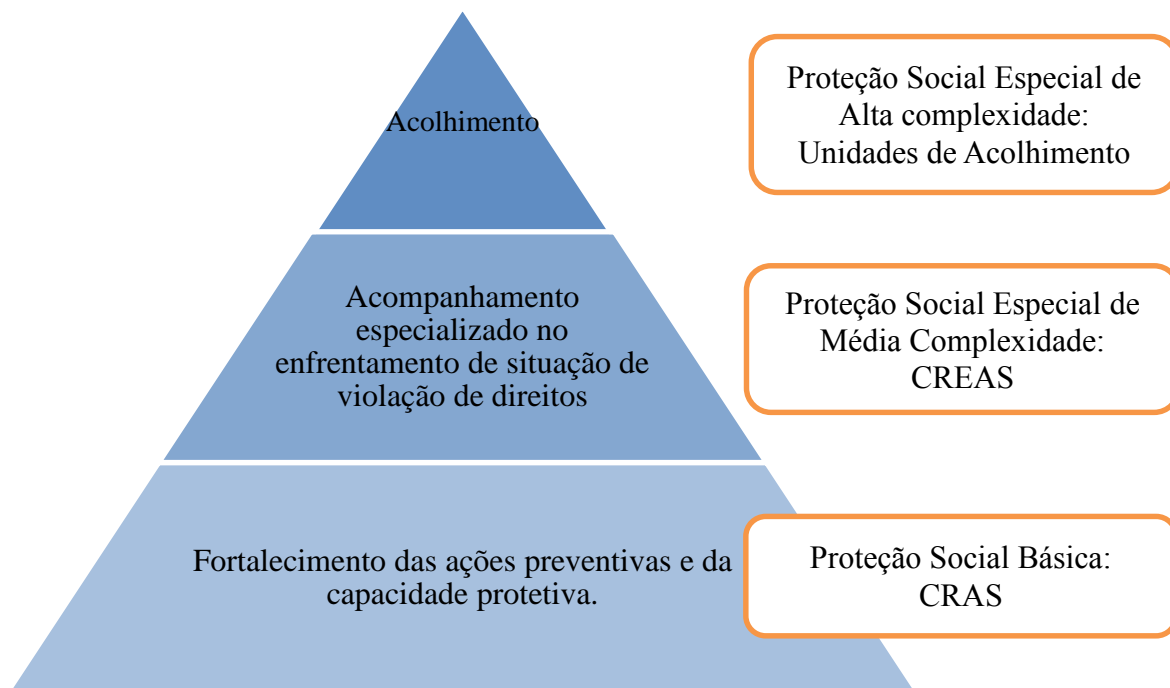 Acolhimento
Proteção Social Especial de
Alta complexidade:
Unidades de Acolhimento
Acompanhamento
especializado no
enfrentamento de situação de
violação de direitos
Proteção Social Especial de
Média Complexidade:
CREAS
Fortalecimento das ações preventivas e da
capacidade protetiva.
Proteção Social Básica:
CRAS